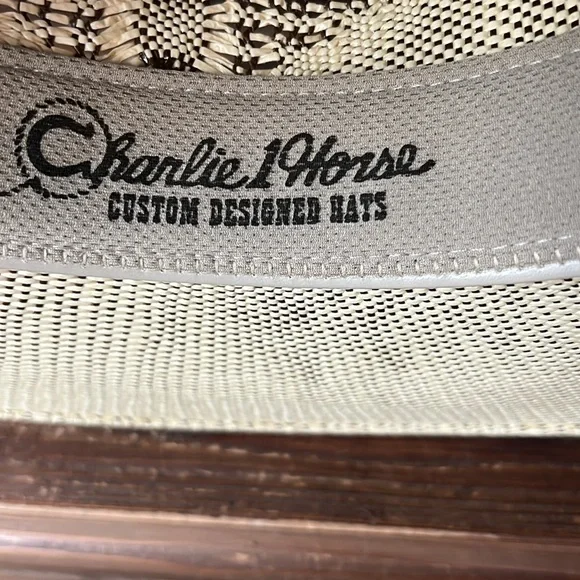 Charlie 1 Horse
CUSTOM DESIGNED HATS